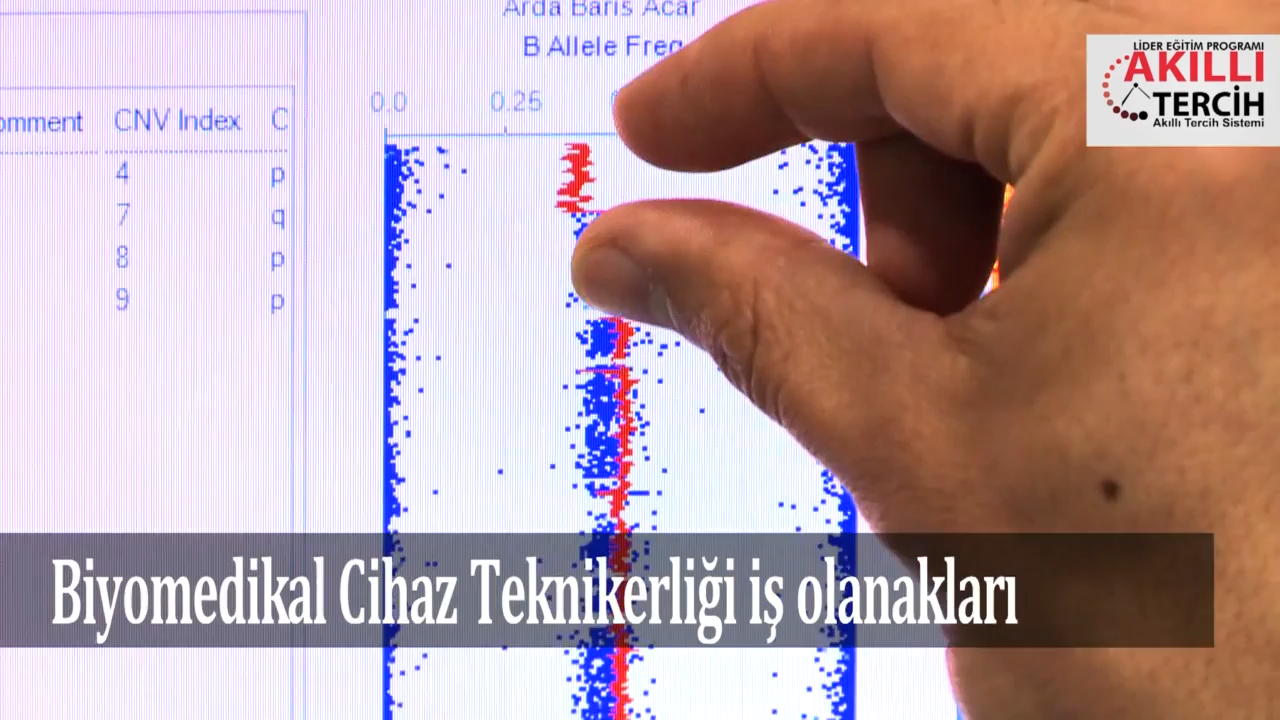 Arda Barış Acar
B Allele Freq
LİDER EĞİTİM PROGRAMI
AKILLI
TERCİH
Akıllı Tercih Sistemi
0.0 0.25
omment CNV Index C
4 p
7 q
8 p
9 p
Biyomedikal Cihaz Teknikerliği iş olanakları